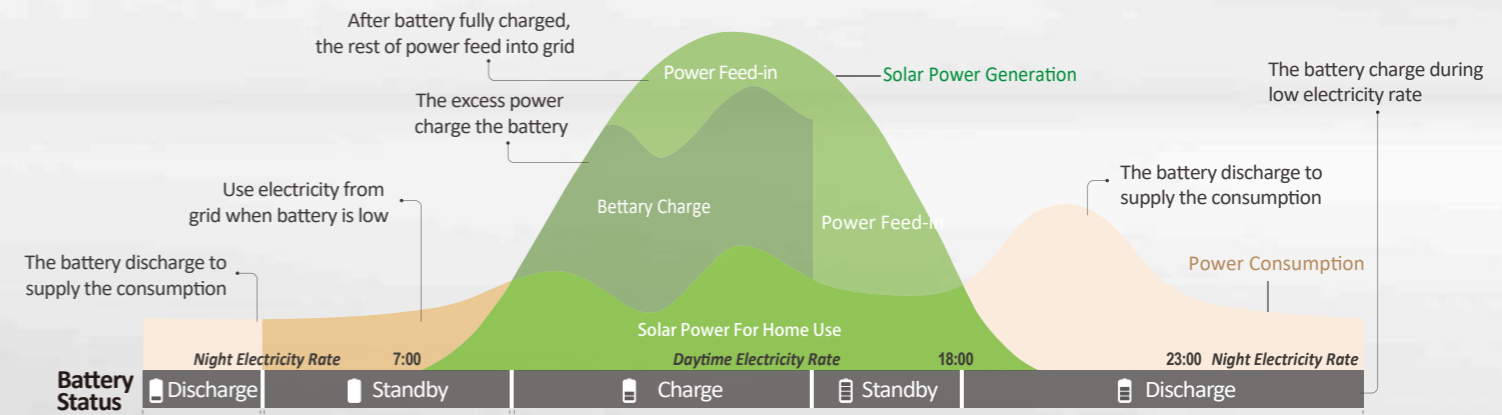 After battery fully charged,
the rest of power feed into grid
Power Feed-in
Solar Power Generation
The battery charge during
low electricity rate
The excess power
charge the battery
The battery discharge to
supply the consumption
Use electricity from
grid when battery is low
Bettary Charge
Power Feed-in
The battery discharge to
supply the consumption
Power Consumption
Solar Power For Home Use
Night Electricity Rate
7:00
Daytime Electricity Rate
18:00
23:00 Night Electricity Rate
Battery
Status
Discharge
Standby
Charge
Standby
Discharge